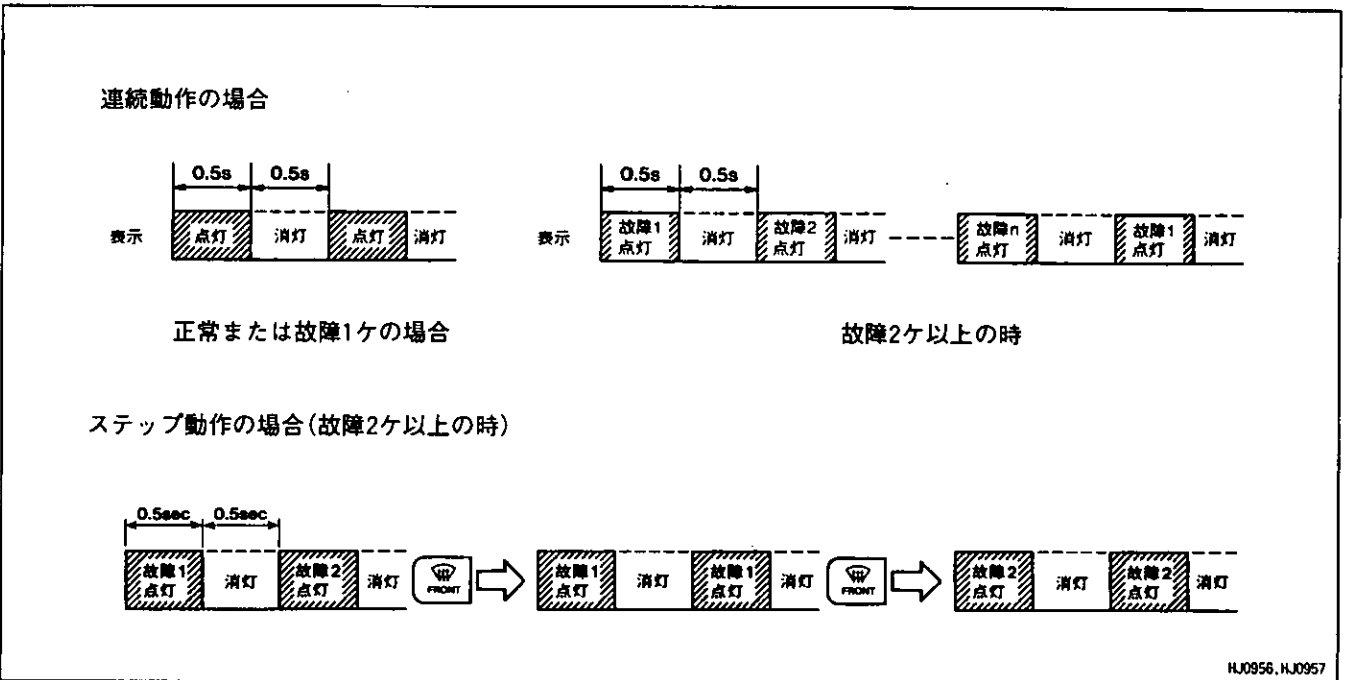 連続動作の場合
0.5s 0.5s
表示 点灯 消灯 点灯 消灯
正常または故障1ケの場合
0.5s 0.5s
表示 故障1 点灯 消灯 故障2 点灯 消灯 故障n 点灯 消灯 故障1 点灯 消灯
故障2ケ以上の時
ステップ動作の場合(故障2ケ以上の時)
0.5sec 0.5sec
故障1 点灯 消灯 故障2 点灯 消灯 FRONT 故障1 点灯 消灯 故障1 点灯 消灯 FRONT 故障2 点灯 消灯 故障2 点灯 消灯
HJ0956,HJ0957